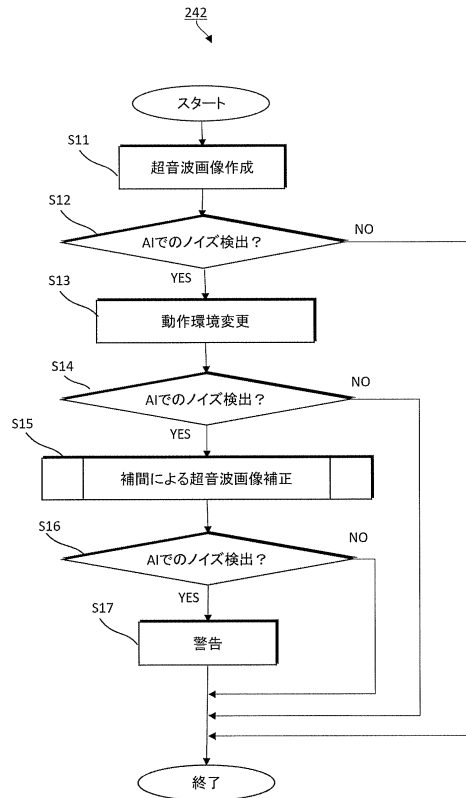 242
スタート
S11
超音波画像作成
S12
AIでのノイズ検出？
NO
YES
S13
動作環境変更
S14
AIでのノイズ検出？
NO
YES
S15
補間による超音波画像補正
S16
AIでのノイズ検出？
NO
YES
S17
警告
終了